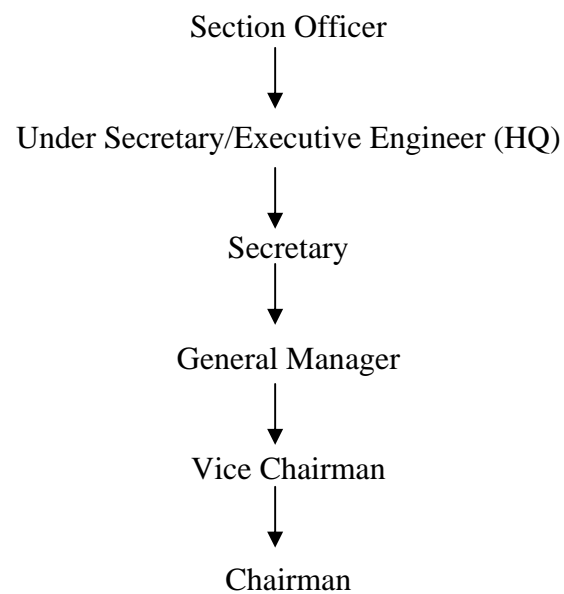 Section Officer
Under Secretary/Executive Engineer (HQ)
Secretary
General Manager
Vice Chairman
Chairman